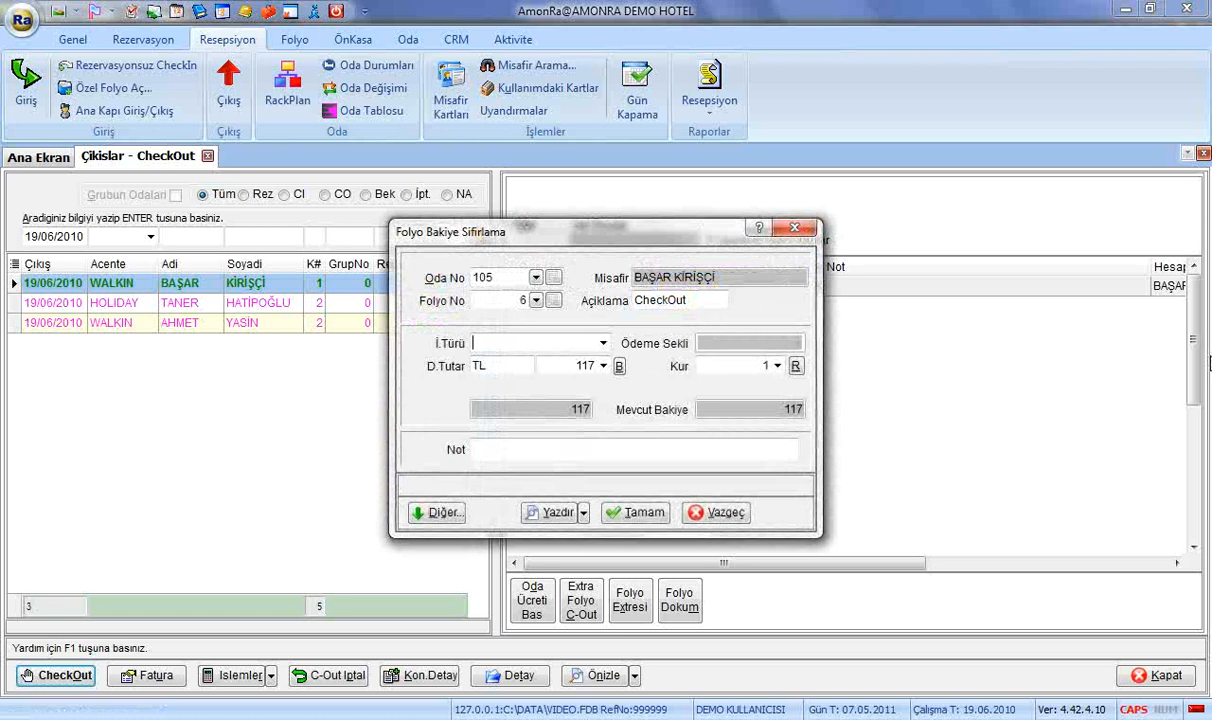 AmonRa@AMONRA DEMO HOTEL
Ra
Genel Rezervasyon Resepsiyon Folyo ÖnKasa Oda CRM Aktivite
Giriş
Rezervasyonsuz CheckIn
Özel Folyo Aç...
Ana Kapı Giriş/Çıkış
Giriş
Çıkış
Çıkış
RackPlan
Oda Durumları
Oda Değişimi
Oda Tablosu
Oda
Misafir Kartları
Misafir Arama...
Kullanımdaki Kartlar
Uyandırmalar
Gün Kapama
İşlemler
Resepsiyon
Raporlar
Ana Ekran Çikislar - CheckOut
Grubun Odaları Tüm Rez CI CO Bek İpt. NA
Aradiginiz bilgiyi yazip ENTER tusuna basiniz.
19/06/2010
Çıkış Acente Adi Soyadi K# GrupNo
19/06/2010 WALKIN BAŞAR KİRİŞÇİ 1 0
19/06/2010 HOLIDAY TANER HATİPOĞLU 2 0
19/06/2010 WALKIN AHMET YASİN 2 0
3 5
Not Hesap
BAŞAR
Folyo Bakiye Sifirlama
Oda No 105 Misafir BAŞAR KİRİŞÇİ
Folyo No 6 Açiklama CheckOut
İ.Türü Ödeme Sekli
D.Tutar TL 117 B Kur 1 R
117 Mevcut Bakiye 117
Not
Diğer... Yazdır Tamam Vazgeç
Oda Ücreti Bas
Extra Folyo C-Out
Folyo Extresi
Folyo Dokum
Yardim için F1 tuşuna basınız.
CheckOut Fatura Islemler C-Out Iptal Kon.Detay Detay Önizle Kapat
127.0.0.1:C:\DATA\VIDEO.FDB RefNo:999999 DEMO KULLANICISI Gün T: 07.05.2011 Çalışma T: 19.06.2010 Ver: 4.42.4.10 CAPS NUM